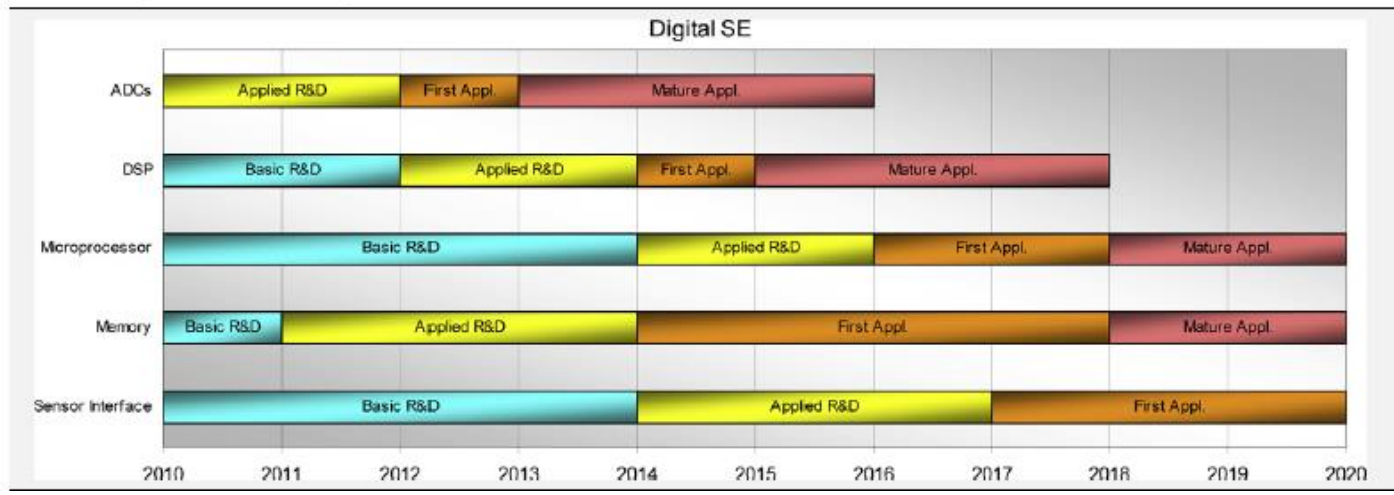 Digital SE
ADCs Applied R&D First Appl. Mature Appl.
DSP Basic R&D Applied R&D First Appl. Mature Appl.
Microprocessor Basic R&D Applied R&D First Appl. Mature Appl.
Memory Basic R&D Applied R&D First Appl. Mature Appl.
Sensor Interface Basic R&D Applied R&D First Appl.
2010 2011 2012 2013 2014 2015 2016 2017 2018 2019 2020